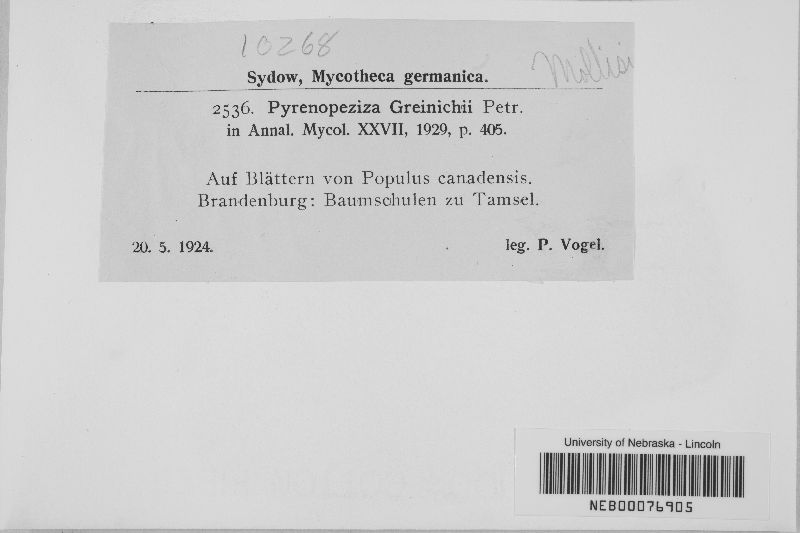 10268
Mollisi
Sydow, Mycotheca germanica.
2536. Pyrenopeziza Greinichii Petr.
in Annal. Mycol. XXVII, 1929, p. 405.
Auf Blättern von Populus canadensis.
Brandenburg: Baumschulen zu Tamsel.
20. 5. 1924. leg. P. Vogel.
University of Nebraska - Lincoln
NEB00076905